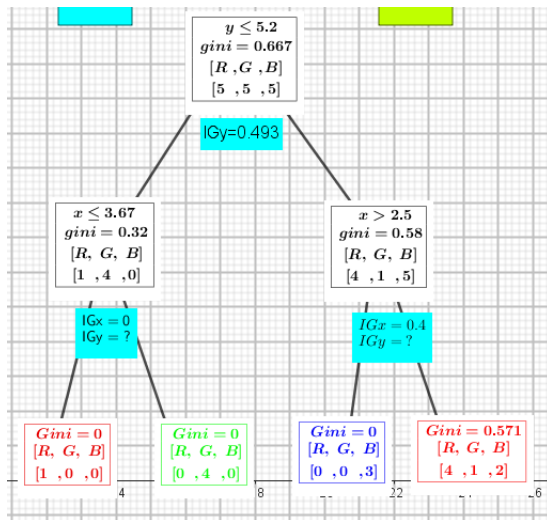 y ≤ 5.2
gini = 0.667
[R ,G ,B]
[5 , 5 , 5]
IGy=0.493
x ≤ 3.67
gini = 0.32
[R, G, B]
[1 , 4 , 0]
x > 2.5
gini = 0.58
[R, G, B]
[4 , 1 , 5]
IGx = 0
IGy = ?
IGx = 0.4
IGy = ?
Gini = 0
[R, G, B]
[1 , 0 , 0]
Gini = 0
[R, G, B]
[0 , 4 , 0]
Gini = 0
[R, G, B]
[0 , 0 , 3]
Gini = 0.571
[R, G, B]
[4 , 1 , 2]
4 8